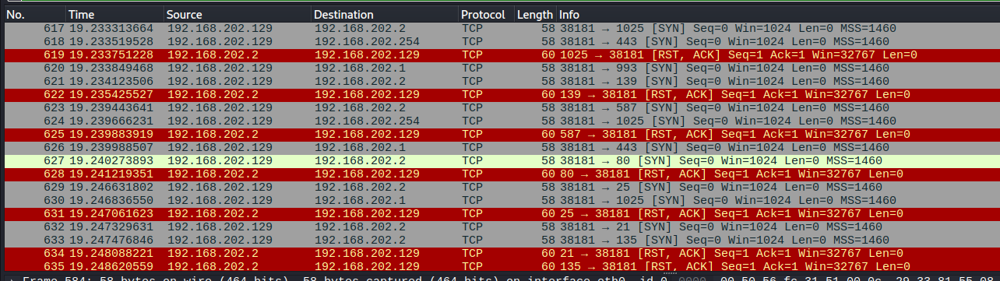 No. Time Source Destination Protocol Length Info
617 19.233313664 192.168.202.129 192.168.202.2 TCP 58 38181 → 1025 [SYN] Seq=0 Win=1024 Len=0 MSS=1460
618 19.233519528 192.168.202.129 192.168.202.254 TCP 58 38181 → 443 [SYN] Seq=0 Win=1024 Len=0 MSS=1460
619 19.233751228 192.168.202.2 192.168.202.129 TCP 60 1025 → 38181 [RST, ACK] Seq=1 Ack=1 Win=32767 Len=0
620 19.233849468 192.168.202.129 192.168.202.1 TCP 58 38181 → 993 [SYN] Seq=0 Win=1024 Len=0 MSS=1460
621 19.234123506 192.168.202.129 192.168.202.2 TCP 58 38181 → 139 [SYN] Seq=0 Win=1024 Len=0 MSS=1460
622 19.235425527 192.168.202.2 192.168.202.129 TCP 60 139 → 38181 [RST, ACK] Seq=1 Ack=1 Win=32767 Len=0
623 19.239443641 192.168.202.129 192.168.202.2 TCP 58 38181 → 587 [SYN] Seq=0 Win=1024 Len=0 MSS=1460
624 19.239666231 192.168.202.129 192.168.202.254 TCP 58 38181 → 1025 [SYN] Seq=0 Win=1024 Len=0 MSS=1460
625 19.239883919 192.168.202.2 192.168.202.129 TCP 60 587 → 38181 [RST, ACK] Seq=1 Ack=1 Win=32767 Len=0
626 19.239988507 192.168.202.129 192.168.202.1 TCP 58 38181 → 443 [SYN] Seq=0 Win=1024 Len=0 MSS=1460
627 19.240273893 192.168.202.129 192.168.202.2 TCP 58 38181 → 80 [SYN] Seq=0 Win=1024 Len=0 MSS=1460
628 19.241219351 192.168.202.2 192.168.202.129 TCP 60 80 → 38181 [RST, ACK] Seq=1 Ack=1 Win=32767 Len=0
629 19.246631802 192.168.202.129 192.168.202.2 TCP 58 38181 → 25 [SYN] Seq=0 Win=1024 Len=0 MSS=1460
630 19.246836550 192.168.202.129 192.168.202.1 TCP 58 38181 → 1025 [SYN] Seq=0 Win=1024 Len=0 MSS=1460
631 19.247061623 192.168.202.2 192.168.202.129 TCP 60 25 → 38181 [RST, ACK] Seq=1 Ack=1 Win=32767 Len=0
632 19.247329631 192.168.202.129 192.168.202.2 TCP 58 38181 → 21 [SYN] Seq=0 Win=1024 Len=0 MSS=1460
633 19.247476846 192.168.202.129 192.168.202.2 TCP 58 38181 → 135 [SYN] Seq=0 Win=1024 Len=0 MSS=1460
634 19.248088221 192.168.202.2 192.168.202.129 TCP 60 21 → 38181 [RST, ACK] Seq=1 Ack=1 Win=32767 Len=0
635 19.248620559 192.168.202.2 192.168.202.129 TCP 60 135 → 38181 [RST, ACK] Seq=1 Ack=1 Win=32767 Len=0
Frame 584: 58 bytes on wire (464 bits), 58 bytes captured (464 bits) on interface eth0, id 0 0000 00 50 56